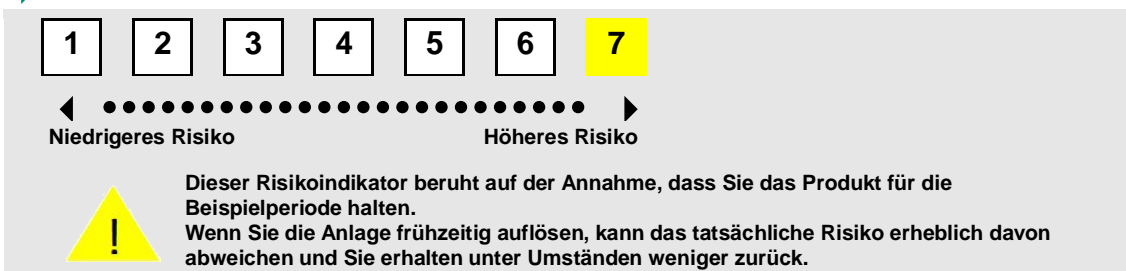 1 2 3 4 5 6 7
Niedrigeres Risiko Höheres Risiko
Dieser Risikoindikator beruht auf der Annahme, dass Sie das Produkt für die
Beispielperiode halten.
Wenn Sie die Anlage frühzeitig auflösen, kann das tatsächliche Risiko erheblich davon
abweichen und Sie erhalten unter Umständen weniger zurück.
!